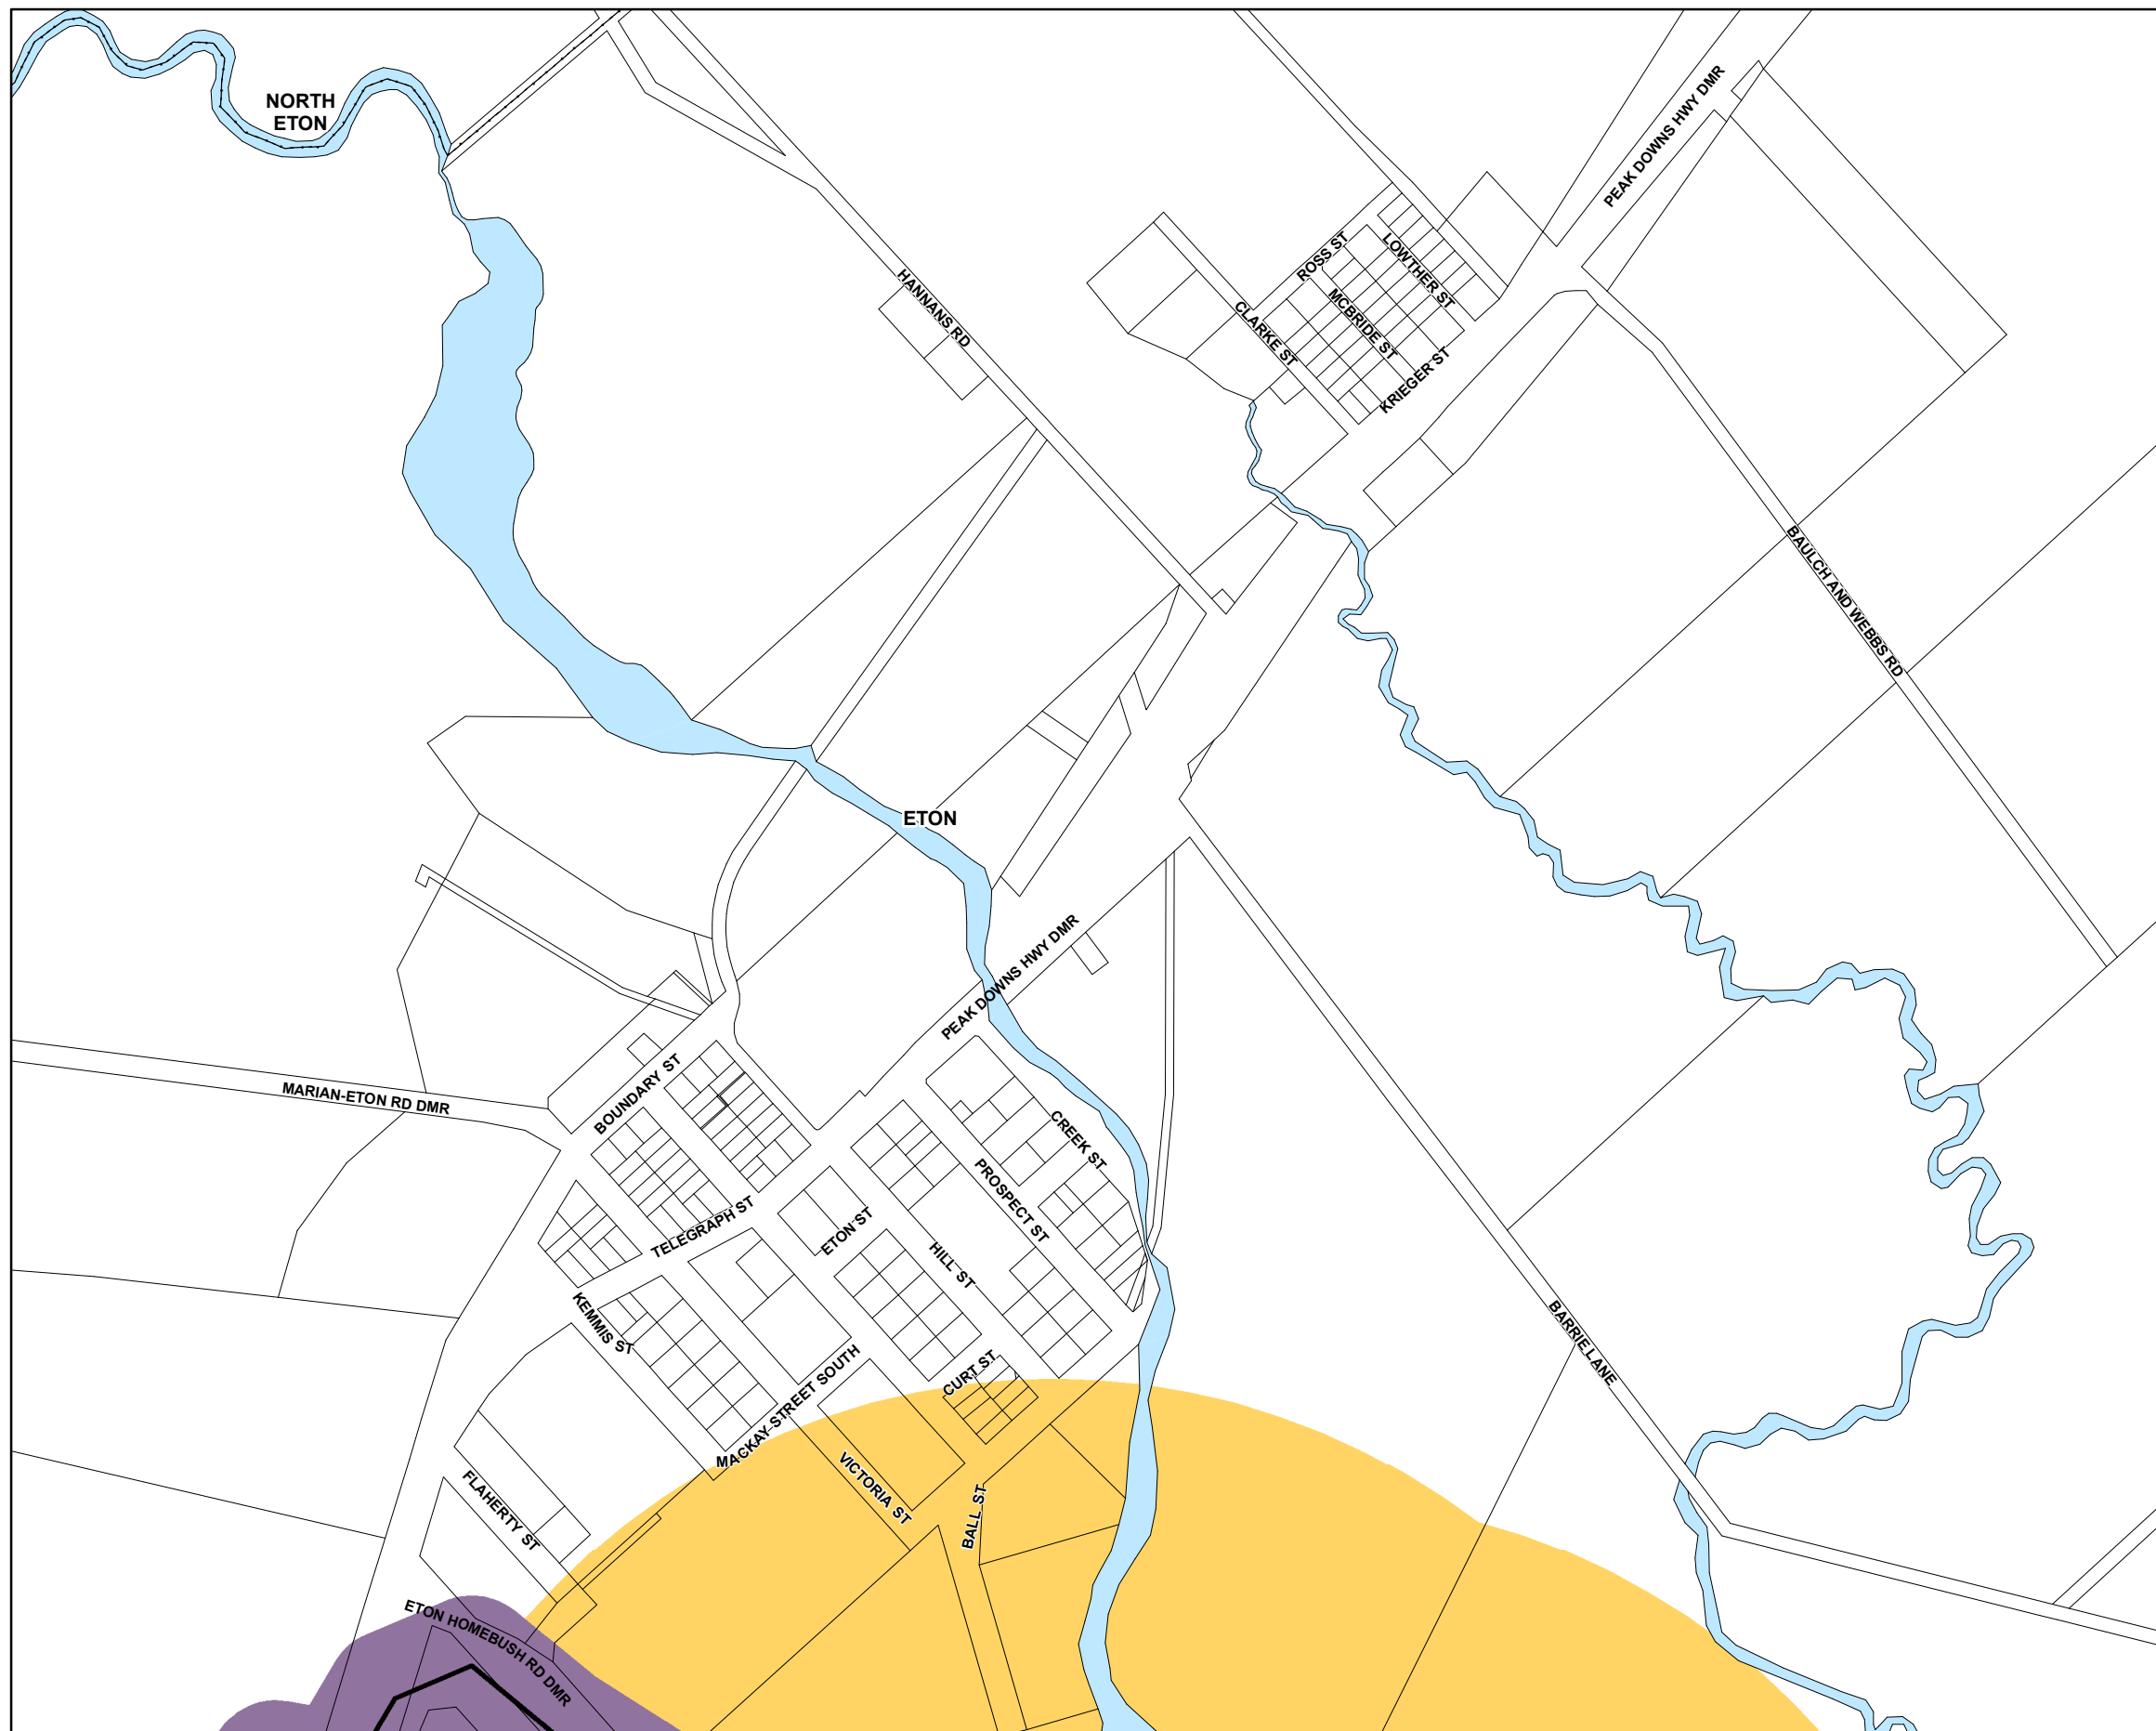 NORTH
ETON
PEAK DOWNS HWY DMR
HANNANS RD
ROSS ST
LOWTHER ST
CLARKE ST
MCBRIDE ST
KRIEGER ST
BAULCH AND WEBBS RD
ETON
PEAK DOWNS HWY DMR
MARIAN-ETON RD DMR
BOUNDARY ST
CREEK ST
PROSPECT ST
TELEGRAPH ST
ETON ST
HILL ST
KEMMIS ST
BARRIE LANE
MACKAY STREET SOUTH
CURT ST
VICTORIA ST
FLAHERTY ST
BALL ST
ETON HOMEBUSH RD DMR